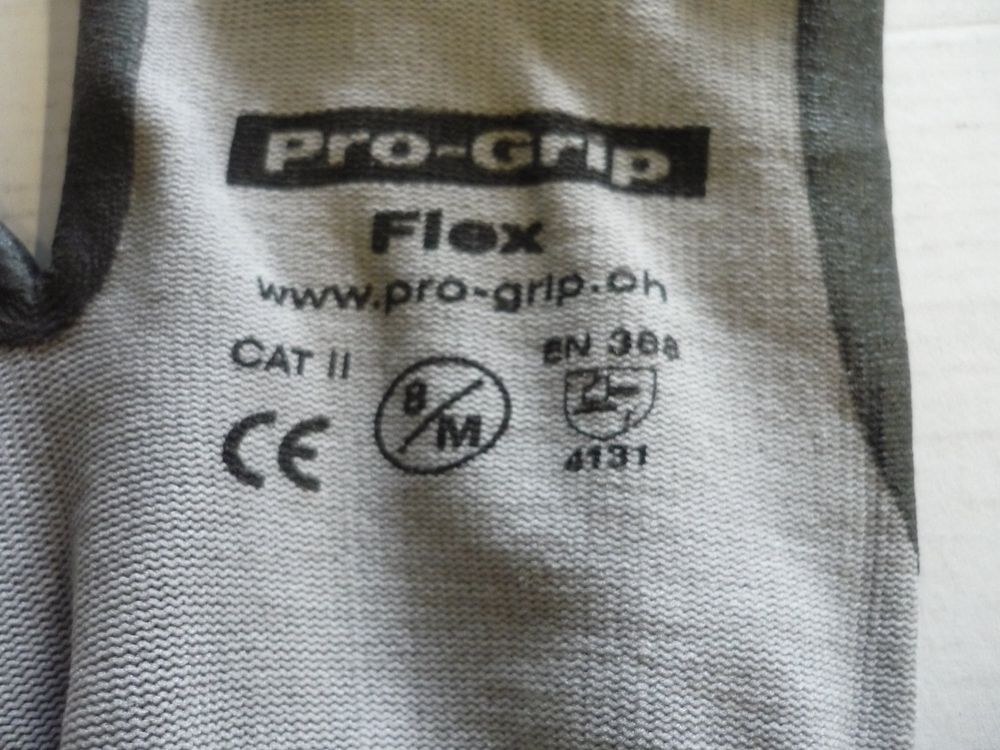 Pro-Grip
Flex
www.pro-grip.ch
CAT II
8/M
EN 388
CE
4131